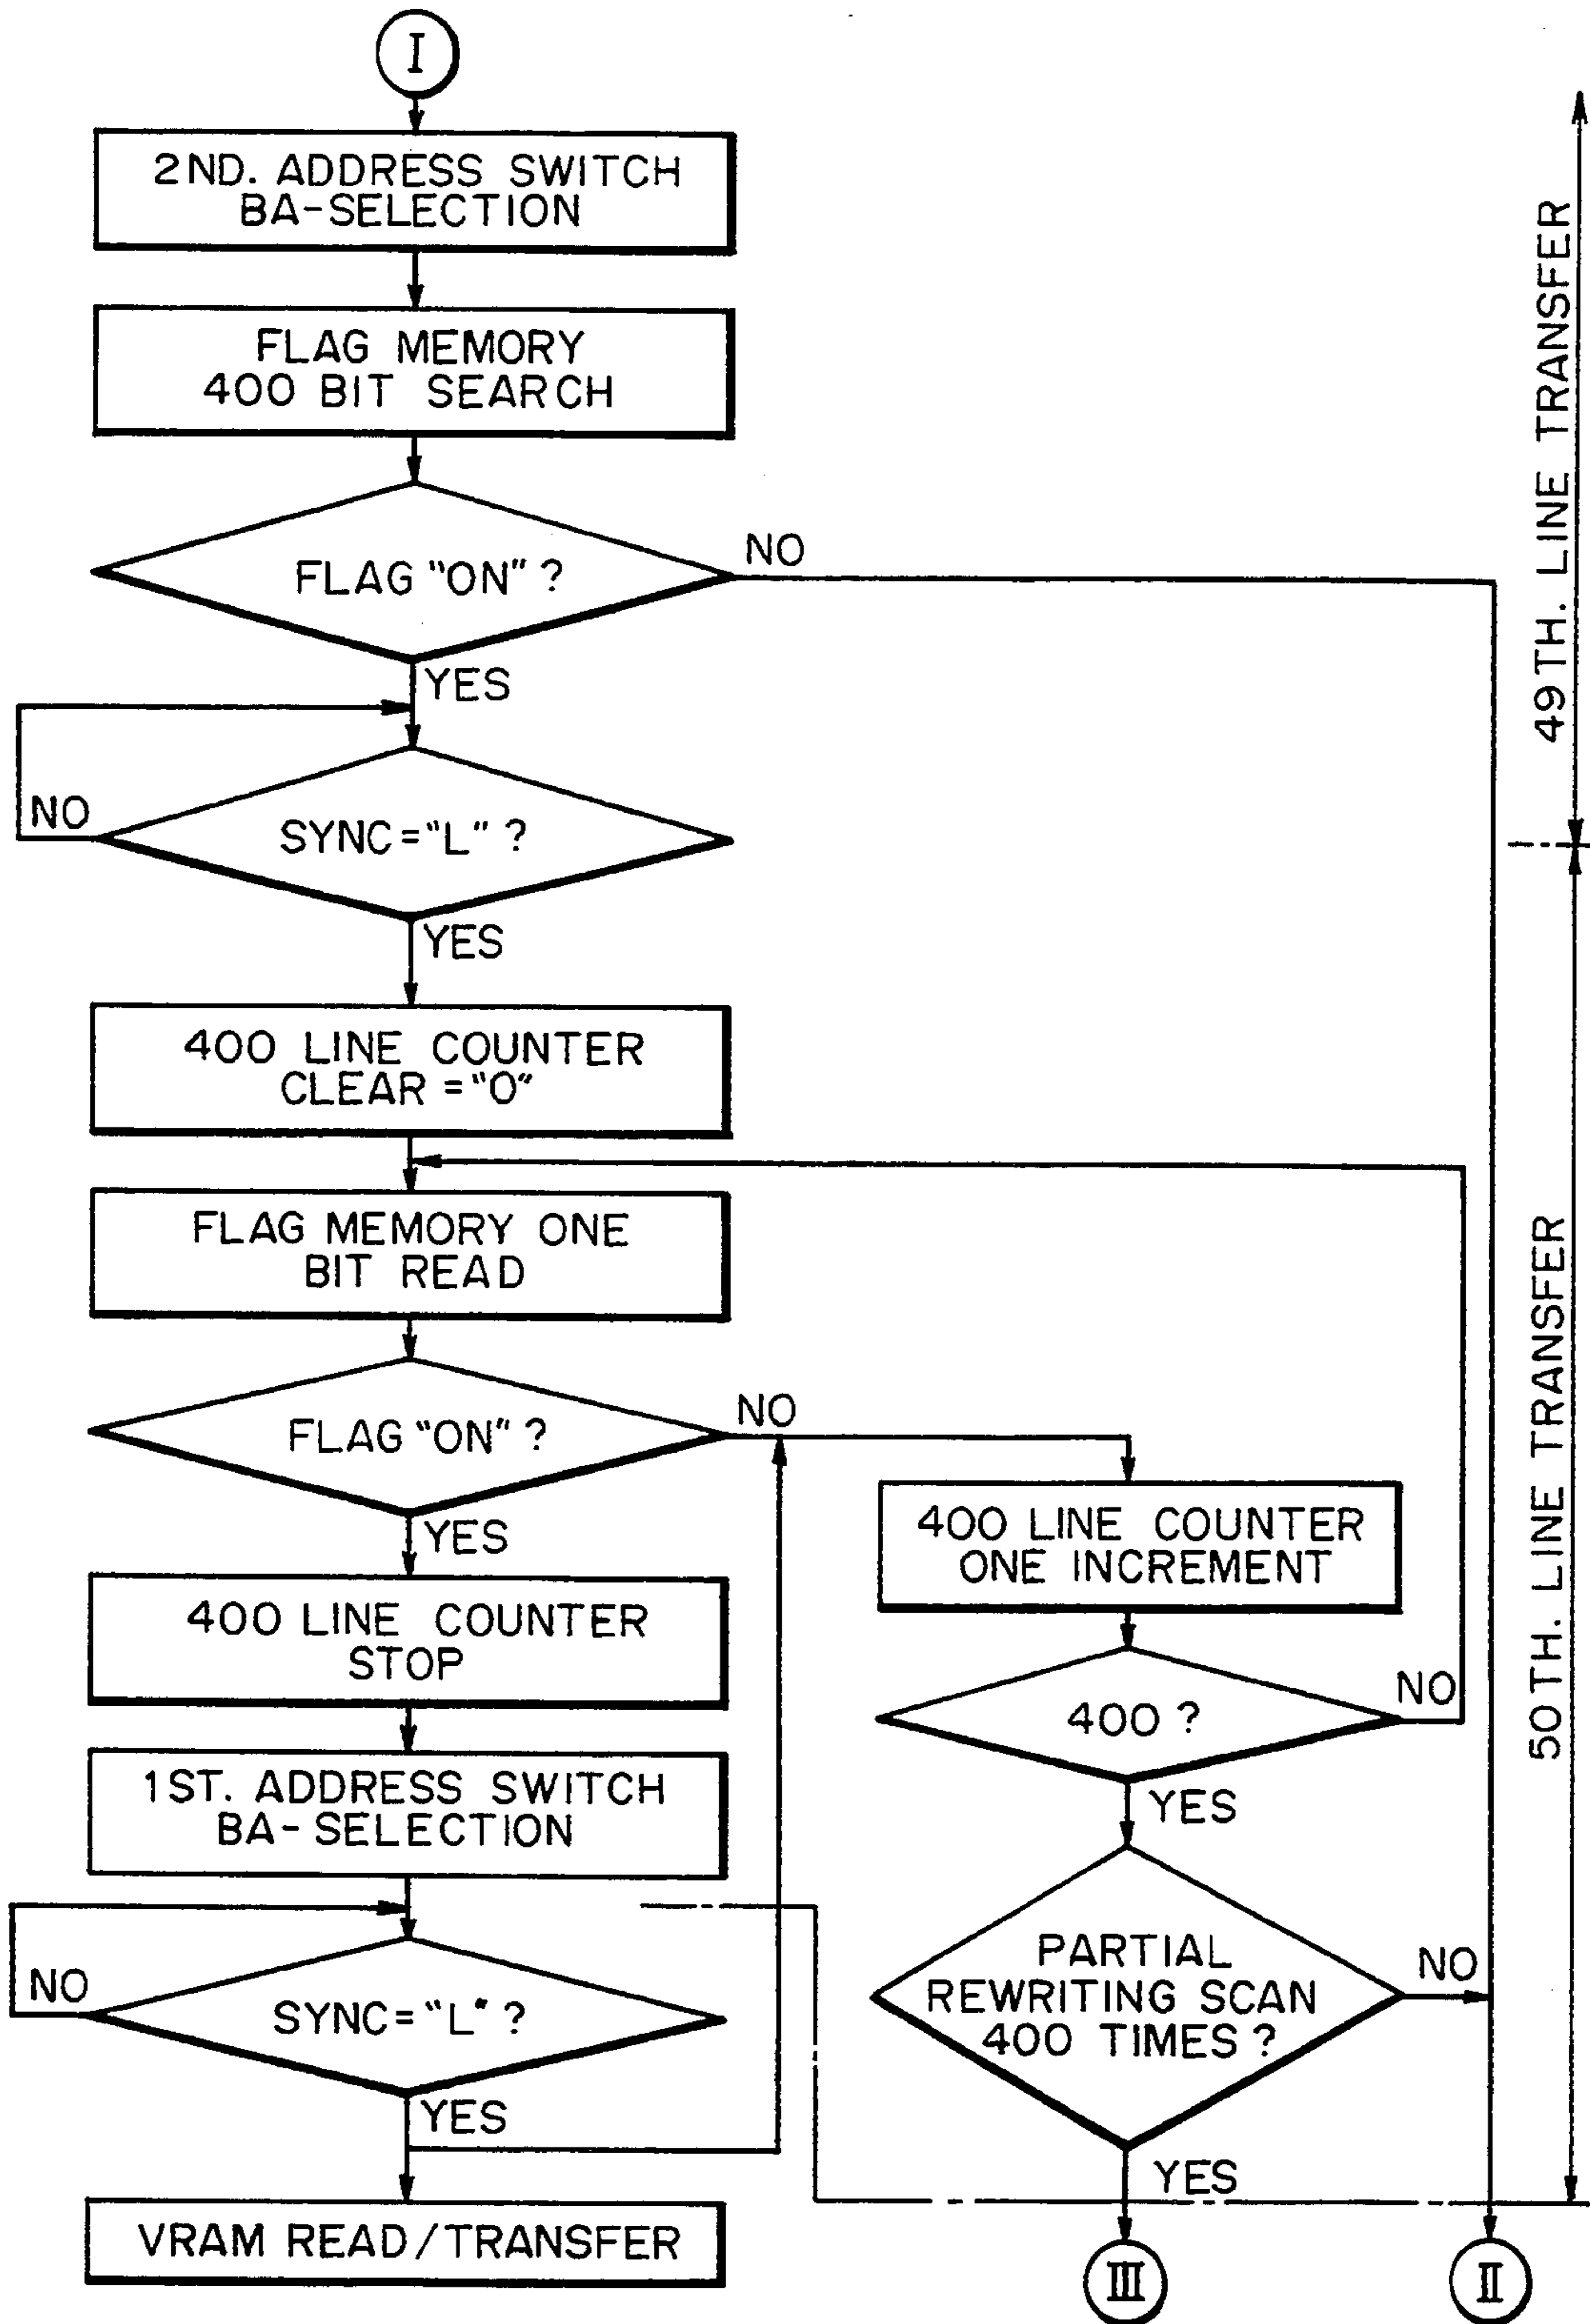 I
2ND. ADDRESS SWITCH
BA-SELECTION
FLAG MEMORY
400 BIT SEARCH
FLAG "ON" ?
NO
YES
NO
SYNC="L" ?
YES
400 LINE COUNTER
CLEAR = "0"
FLAG MEMORY ONE
BIT READ
FLAG "ON" ?
NO
YES
400 LINE COUNTER
STOP
1ST. ADDRESS SWITCH
BA-SELECTION
NO
SYNC="L" ?
YES
VRAM READ/TRANSFER
400 LINE COUNTER
ONE INCREMENT
400 ?
NO
YES
PARTIAL
REWRITING SCAN
400 TIMES ?
NO
YES
III
II
49TH. LINE TRANSFER
50TH. LINE TRANSFER